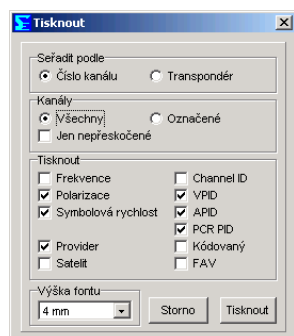 Tisknout
Seřadit podle
Číslo kanálu Transpondér
Kanály
Všechny Označené
Jen nepřeskočené
Tisknout
Frekvence Channel ID
Polarizace VPID
Symbolová rychlost APID
PCR PID
Provider Kódovaný
Satelit FAV
Výška fontu
4 mm Storno Tisknout